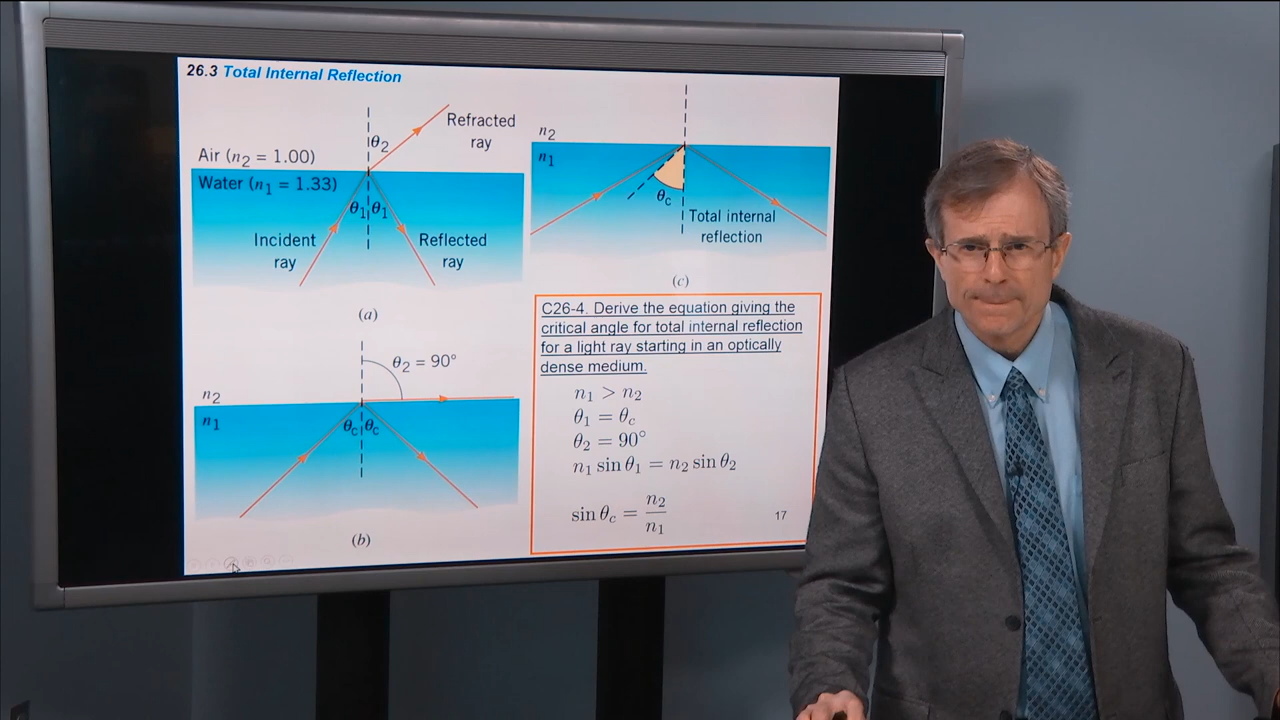 26.3 Total Internal Reflection
Refracted
ray
θ2
Air (n2 = 1.00)
Water (n1 = 1.33)
θ1 θ1
Incident
ray
Reflected
ray
(a)
n2
n1
θc
Total internal
reflection
(c)
θ2 = 90°
n2
n1
θc θc
(b)
C26-4. Derive the equation giving the
critical angle for total internal reflection
for a light ray starting in an optically
dense medium.
n1 > n2
θ1 = θc
θ2 = 90°
n1 sin θ1 = n2 sin θ2
sin θc = n2
n1
17